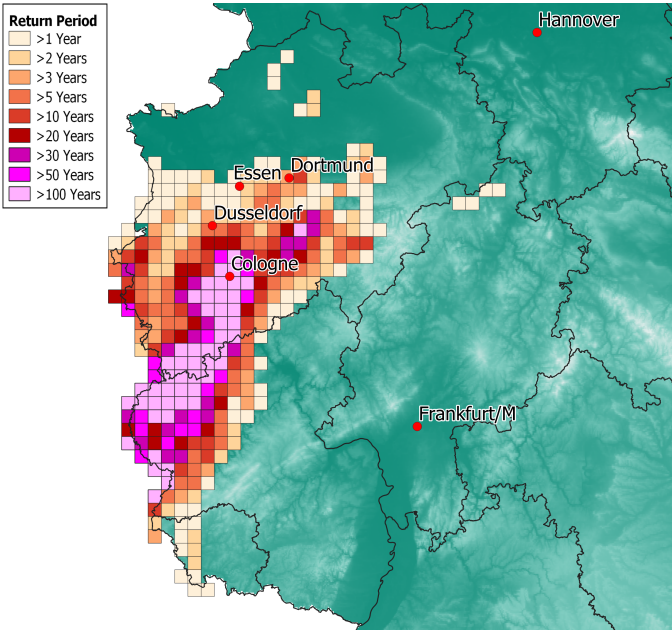 Return Period
>1 Year
>2 Years
>3 Years
>5 Years
>10 Years
>20 Years
>30 Years
>50 Years
>100 Years
Hannover
Dortmund
Essen
Dusseldorf
Cologne
Frankfurt/M